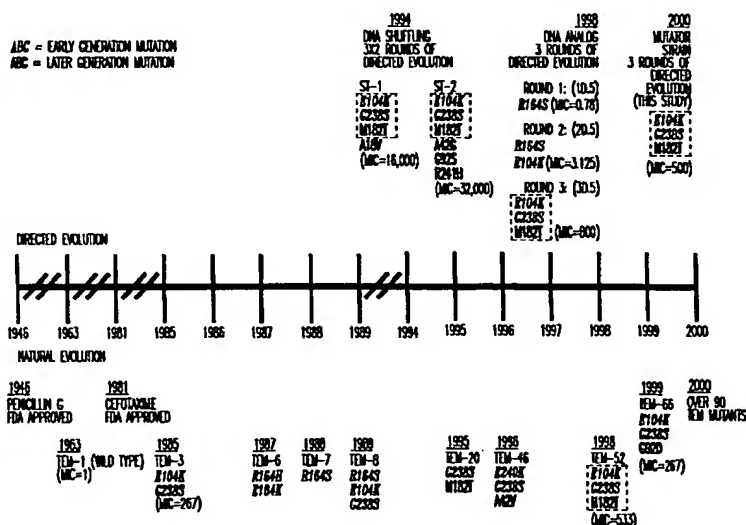 ABC = EARLY GENERATION MUTATION
ABC = LATER GENERATION MUTATION
1994
DNA SHUFFLING
3X2 ROUNDS OF
DIRECTED EVOLUTION
ST-1
E104K
G238S
M182T
A18V
(MIC=16,000)
ST-2
E104K
G238S
M182T
A42G
G92S
R241H
(MIC=32,000)
1998
DNA ANALOG
3 ROUNDS OF
DIRECTED EVOLUTION
ROUND 1: (10.5)
R164S (MIC=0.78)
ROUND 2: (20.5)
R164S
E104K (MIC=3.125)
ROUND 3: (30.5)
E104K
G238S
M182T (MIC=800)
2000
MUTATOR
STRAIN
3 ROUNDS OF
DIRECTED
EVOLUTION
(THIS STUDY)
E104K
G238S
M182T
(MIC=500)
DIRECTED EVOLUTION
1946 1963 1981 1985 1986 1987 1988 1989 1994 1995 1996 1997 1998 1999 2000
NATURAL EVOLUTION
1946
PENICILLIN G
FDA APPROVED
1981
CEFOTAXIME
FDA APPROVED
1963
TEM-1 (WILD TYPE)
(MIC=1)
1985
TEM-3
E104K
G238S
(MIC=267)
1987
TEM-6
R164H
E104K
1988
TEM-7
R164S
1989
TEM-8
R164S
E104K
G238S
1995
TEM-20
G238S
M182T
1996
TEM-46
E240K
G238S
1998
TEM-52
E104K
G238S
M182T
(MIC=533)
1999
TEM-66
E104K
G238S
G92D
(MIC=267)
2000
OVER 90
TEM MUTANTS